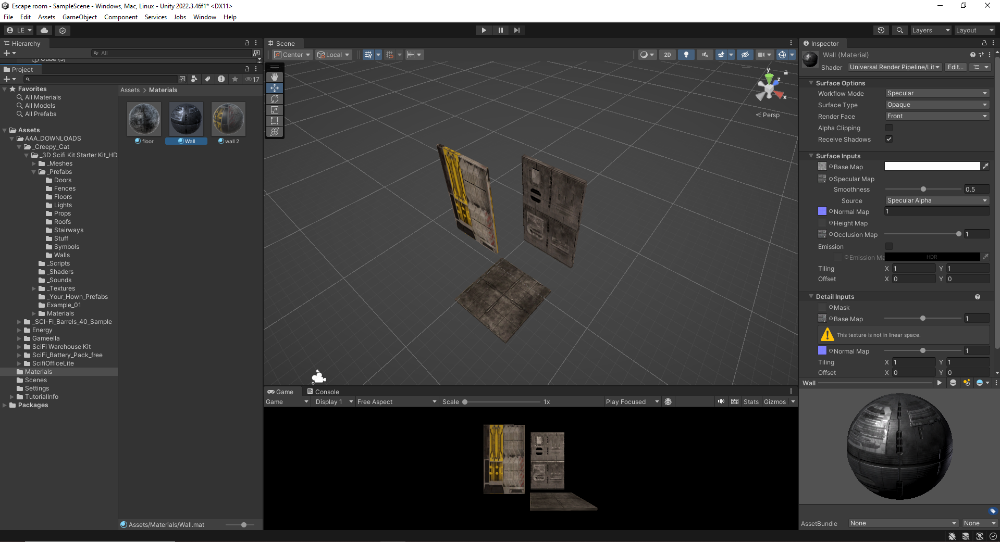 Escape room - SampleScene - Windows, Mac, Linux - Unity 2022.3.46f1* <DX11>
File Edit Assets GameObject Component Services Jobs Window Help
LE
Layers
Layout
Hierarchy
All
Cube (5)
Project
17
Favorites
All Materials
All Models
All Prefabs
Assets
AAA_DOWNLOADS
_Creepy_Cat
_3D Scifi Kit Starter Kit_HD
_Meshes
_Prefabs
Doors
Fences
Floors
Lights
Props
Roofs
Stairways
Stuff
Symbols
Walls
_Scripts
_Shaders
_Sounds
_Textures
_Your_Hown_Prefabs
Example_01
Materials
_SCI-FI_Barrels_40_Sample
Energy
Gameella
SciFi Warehouse Kit
SciFi_Battery_Pack_free
ScifiOfficeLite
Materials
Scenes
Settings
TutorialInfo
Packages
Assets > Materials
floor
Wall
wall 2
Assets/Materials/Wall.mat
Scene
Center
Local
2D
y
z
x
Persp
Game
Console
Game
Display 1
Free Aspect
Scale
1x
Play Focused
Stats
Gizmos
Inspector
Wall (Material)
Shader Universal Render Pipeline/Lit Edit...
Surface Options
Workflow Mode Specular
Surface Type Opaque
Render Face Front
Alpha Clipping
Receive Shadows
Surface Inputs
Base Map
Specular Map
Smoothness 0.5
Source Specular Alpha
Normal Map 1
Height Map
Occlusion Map 1
Emission
Emission Ma HDR
Tiling X 1 Y 1
Offset X 0 Y 0
Detail Inputs
Mask
Base Map 1
This texture is not in linear space.
Normal Map 1
Tiling X 1 Y 1
Offset X 0 Y 0
Wall
AssetBundle None None